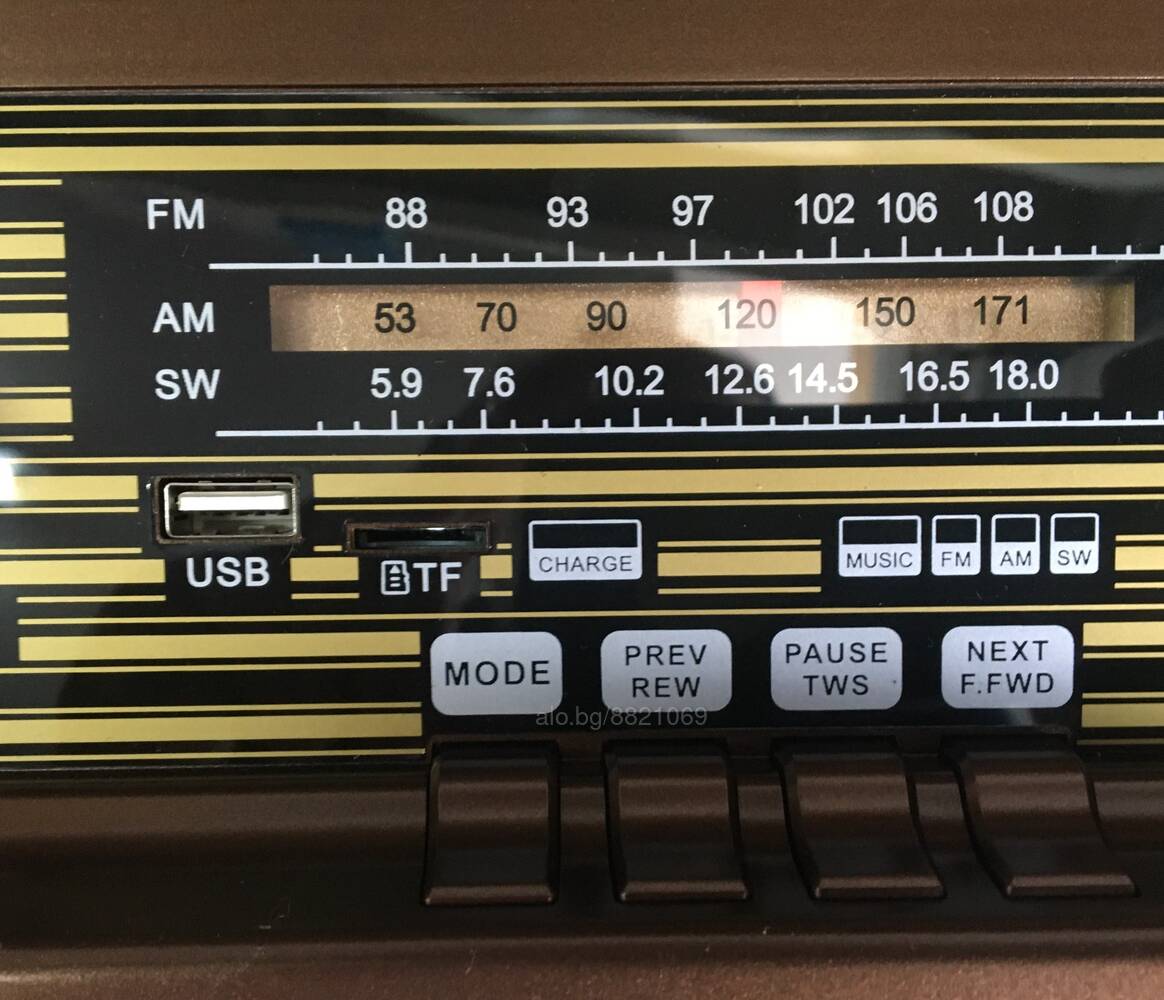 FM 88 93 97 102 106 108
AM 53 70 90 120 150 171
SW 5.9 7.6 10.2 12.6 14.5 16.5 18.0
USB TF CHARGE MUSIC FM AM SW
MODE PREV REW PAUSE TWS NEXT F.FWD
alo.bg/8821069